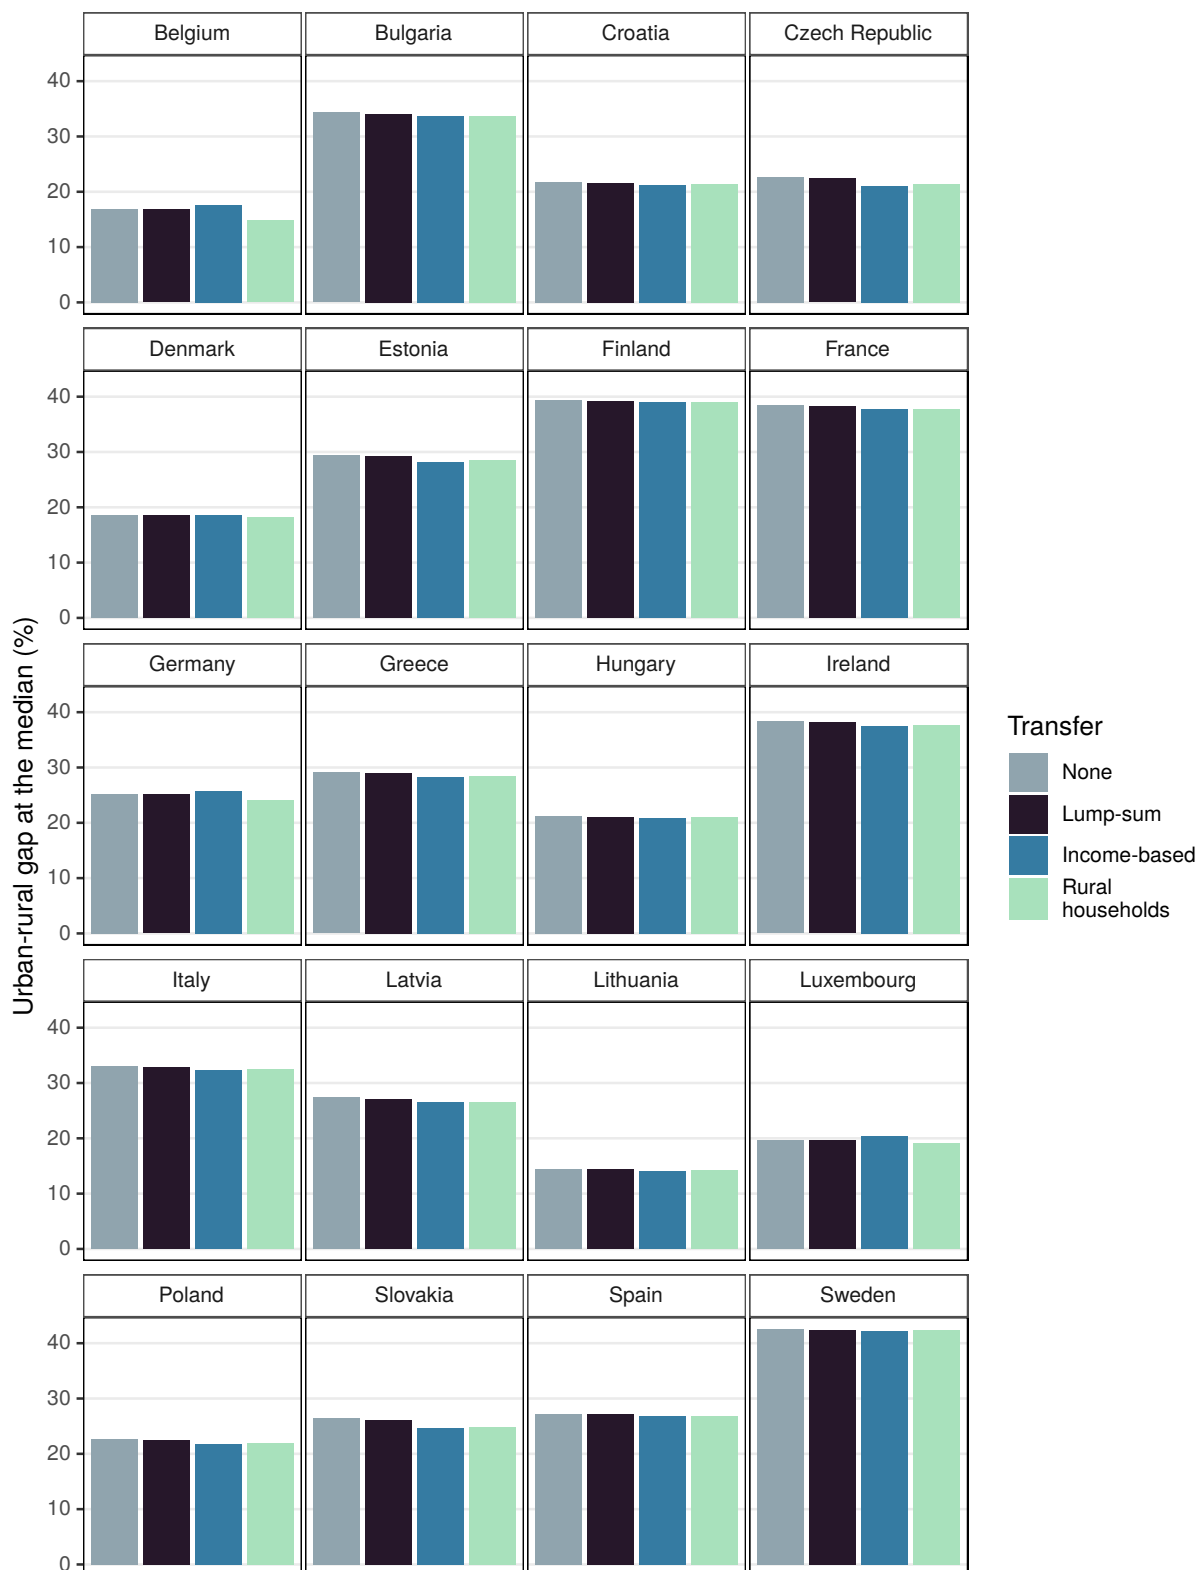 Belgium
Bulgaria
Croatia
Czech Republic
40
30
20
10
0
Denmark
Estonia
Finland
France
40
30
20
10
0
Germany
Greece
Hungary
Ireland
40
30
20
10
0
Italy
Latvia
Lithuania
Luxembourg
40
30
20
10
0
Poland
Slovakia
Spain
Sweden
40
30
20
10
0
Urban-rural gap at the median (%)
Transfer
None
Lump-sum
Income-based
Rural
households